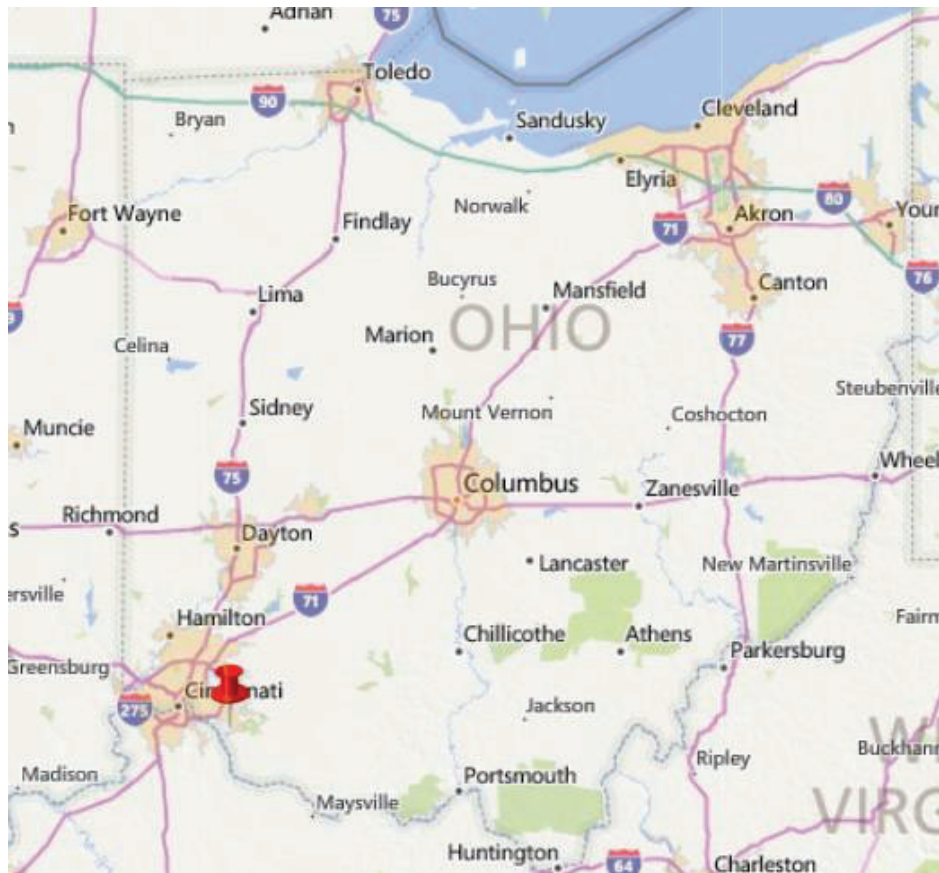 Adrian
75
Toledo
90
Bryan
Sandusky
Cleveland
Elyria
Norwalk
80
Fort Wayne
Findlay
71
Akron
Your
76
Bucyrus
Canton
Lima
Mansfield
OHIO
Marion
77
Celina
Steubenville
Sidney
Mount Vernon
Coshocton
Muncie
75
Columbus
Wheel
Zanesville
Richmond
Dayton
Lancaster
New Martinsville
ersville
71
Hamilton
Fairm
Chillicothe
Athens
Greensburg
Parkersburg
275
Jackson
Ripley
Buckhann
Madison
Portsmouth
Maysville
VIRG
Huntington
64
Charleston